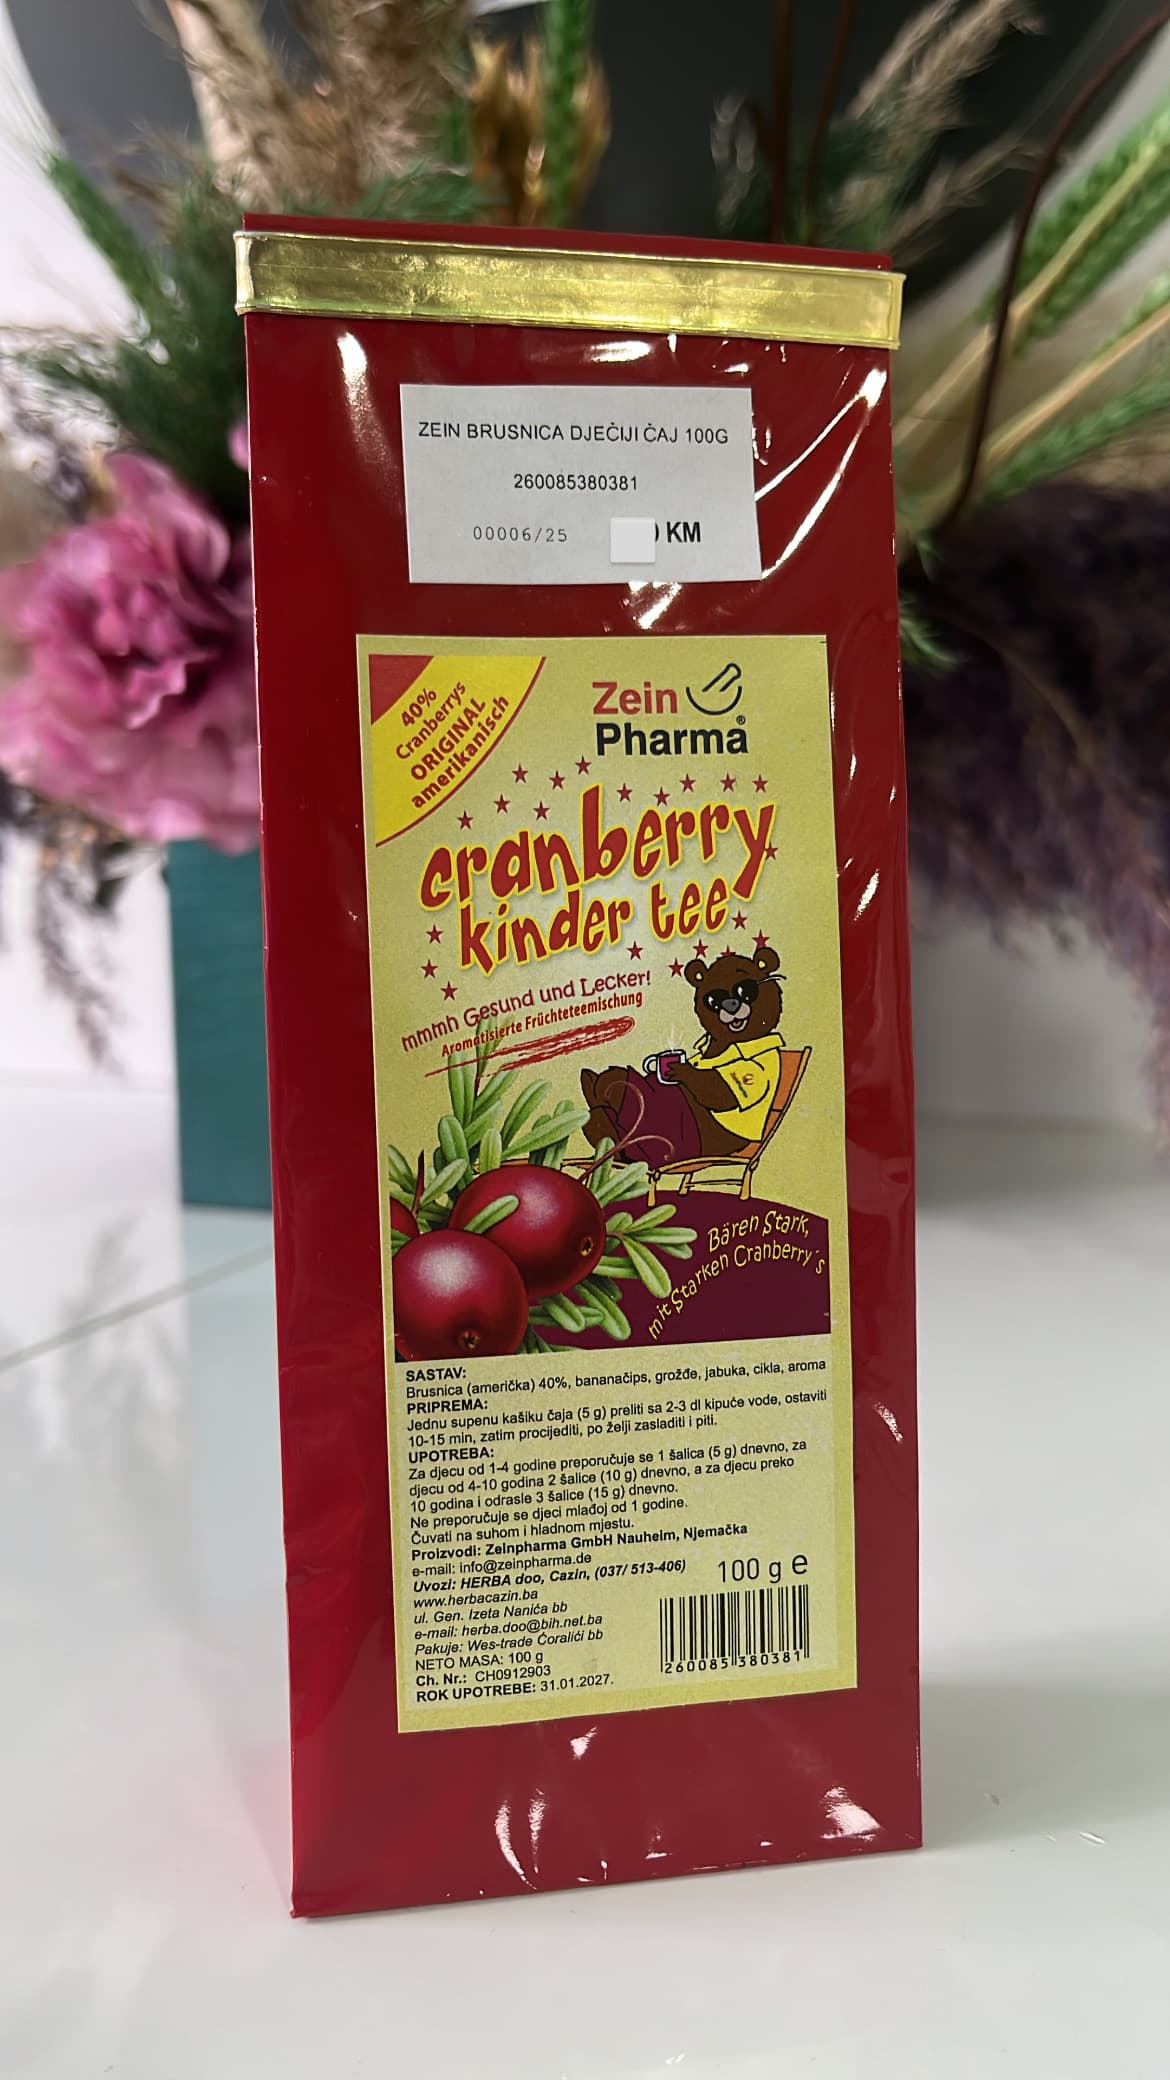 ZEIN BRUSNICA DJEČIJI ČAJ 100G
260085380381
00006/25
KM
40%
Cranberrys
ORIGINAL
amerikanisch
Zein
Pharma®
cranberry
kinder tee
mmmh Gesund und Lecker!
Aromatisierte Früchteteemischung
Bären Stark,
mit Starken Cranberry´s
SASTAV:
Brusnica (američka) 40%, bananačips, grožđe, jabuka, cikla, aroma
PRIPREMA:
Jednu supenu kašiku čaja (5 g) preliti sa 2-3 dl kipuće vode, ostaviti
10-15 min, zatim procijediti, po želji zasladiti i piti.
UPOTREBA:
Za djecu od 1-4 godine preporučuje se 1 šalica (5 g) dnevno, za
djecu od 4-10 godina 2 šalice (10 g) dnevno, a za djecu preko
10 godina i odrasle 3 šalice (15 g) dnevno.
Ne preporučuje se djeci mlađoj od 1 godine.
Čuvati na suhom i hladnom mjestu.
Proizvodi: Zeinpharma GmbH Nauheim, Njemačka
e-mail: info@zeinpharma.de
Uvozi: HERBA doo, Cazin, (037/ 513-406)
www.herbacazin.ba
ul. Gen. Izeta Nanića bb
e-mail: herba.doo@bih.net.ba
Pakuje: Wes-trade Ćoralići bb
NETO MASA: 100 g
Ch. Nr.: CH0912903
ROK UPOTREBE: 31.01.2027.
100 g e
260085380381